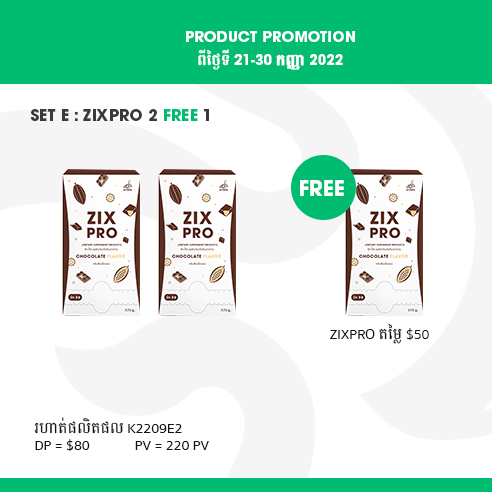 PRODUCT PROMOTION
ពីថ្ងៃទី 21-30 កញ្ញា 2022
SET E : ZIXPRO 2 FREE 1
FREE
ZIX
PRO
CHOCOLATE FLAVOR
ZIX
PRO
CHOCOLATE FLAVOR
ZIX
PRO
CHOCOLATE FLAVOR
ZIXPRO តម្លៃ $50
រហាត់ផលិតផល K2209E2
DP = $80 PV = 220 PV